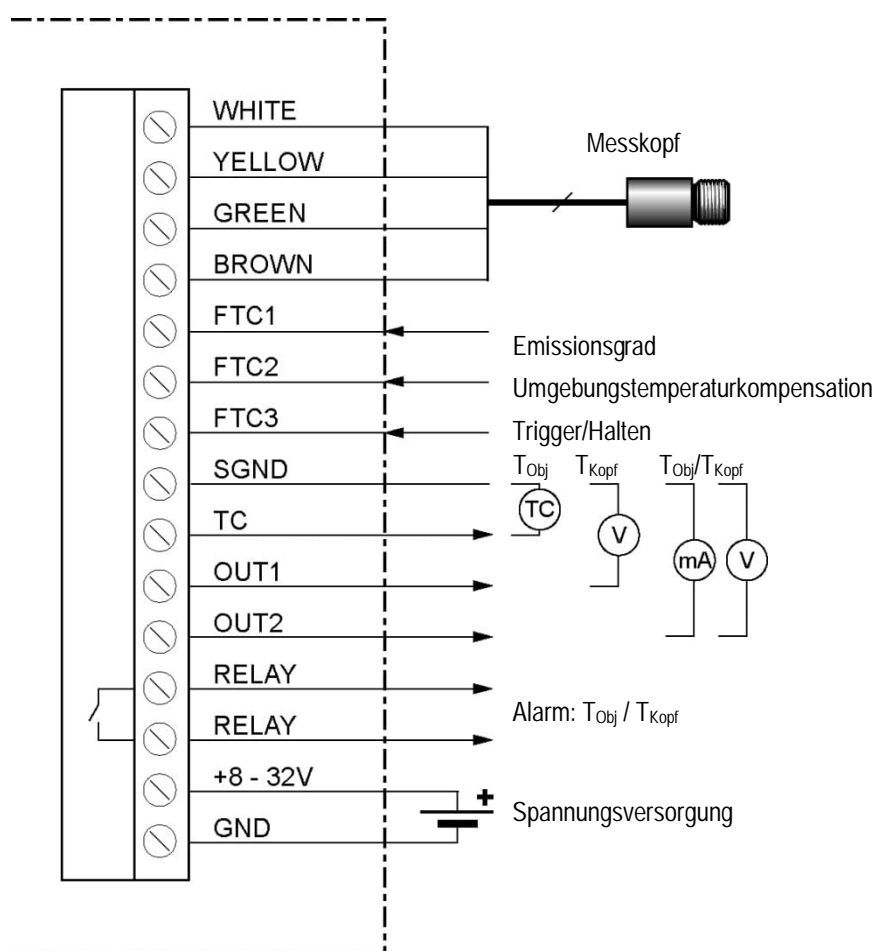 WHITE
YELLOW
GREEN
BROWN
Messkopf
FTC1
FTC2
FTC3
Emissionsgrad
Umgebungstemperaturkompensation
Trigger/Halten
SGND
TC
OUT1
OUT2
TObj TKopf TObj/TKopf
TC
V
mA V
RELAY
RELAY
Alarm: TObj / TKopf
+8 - 32V
GND
+
Spannungsversorgung